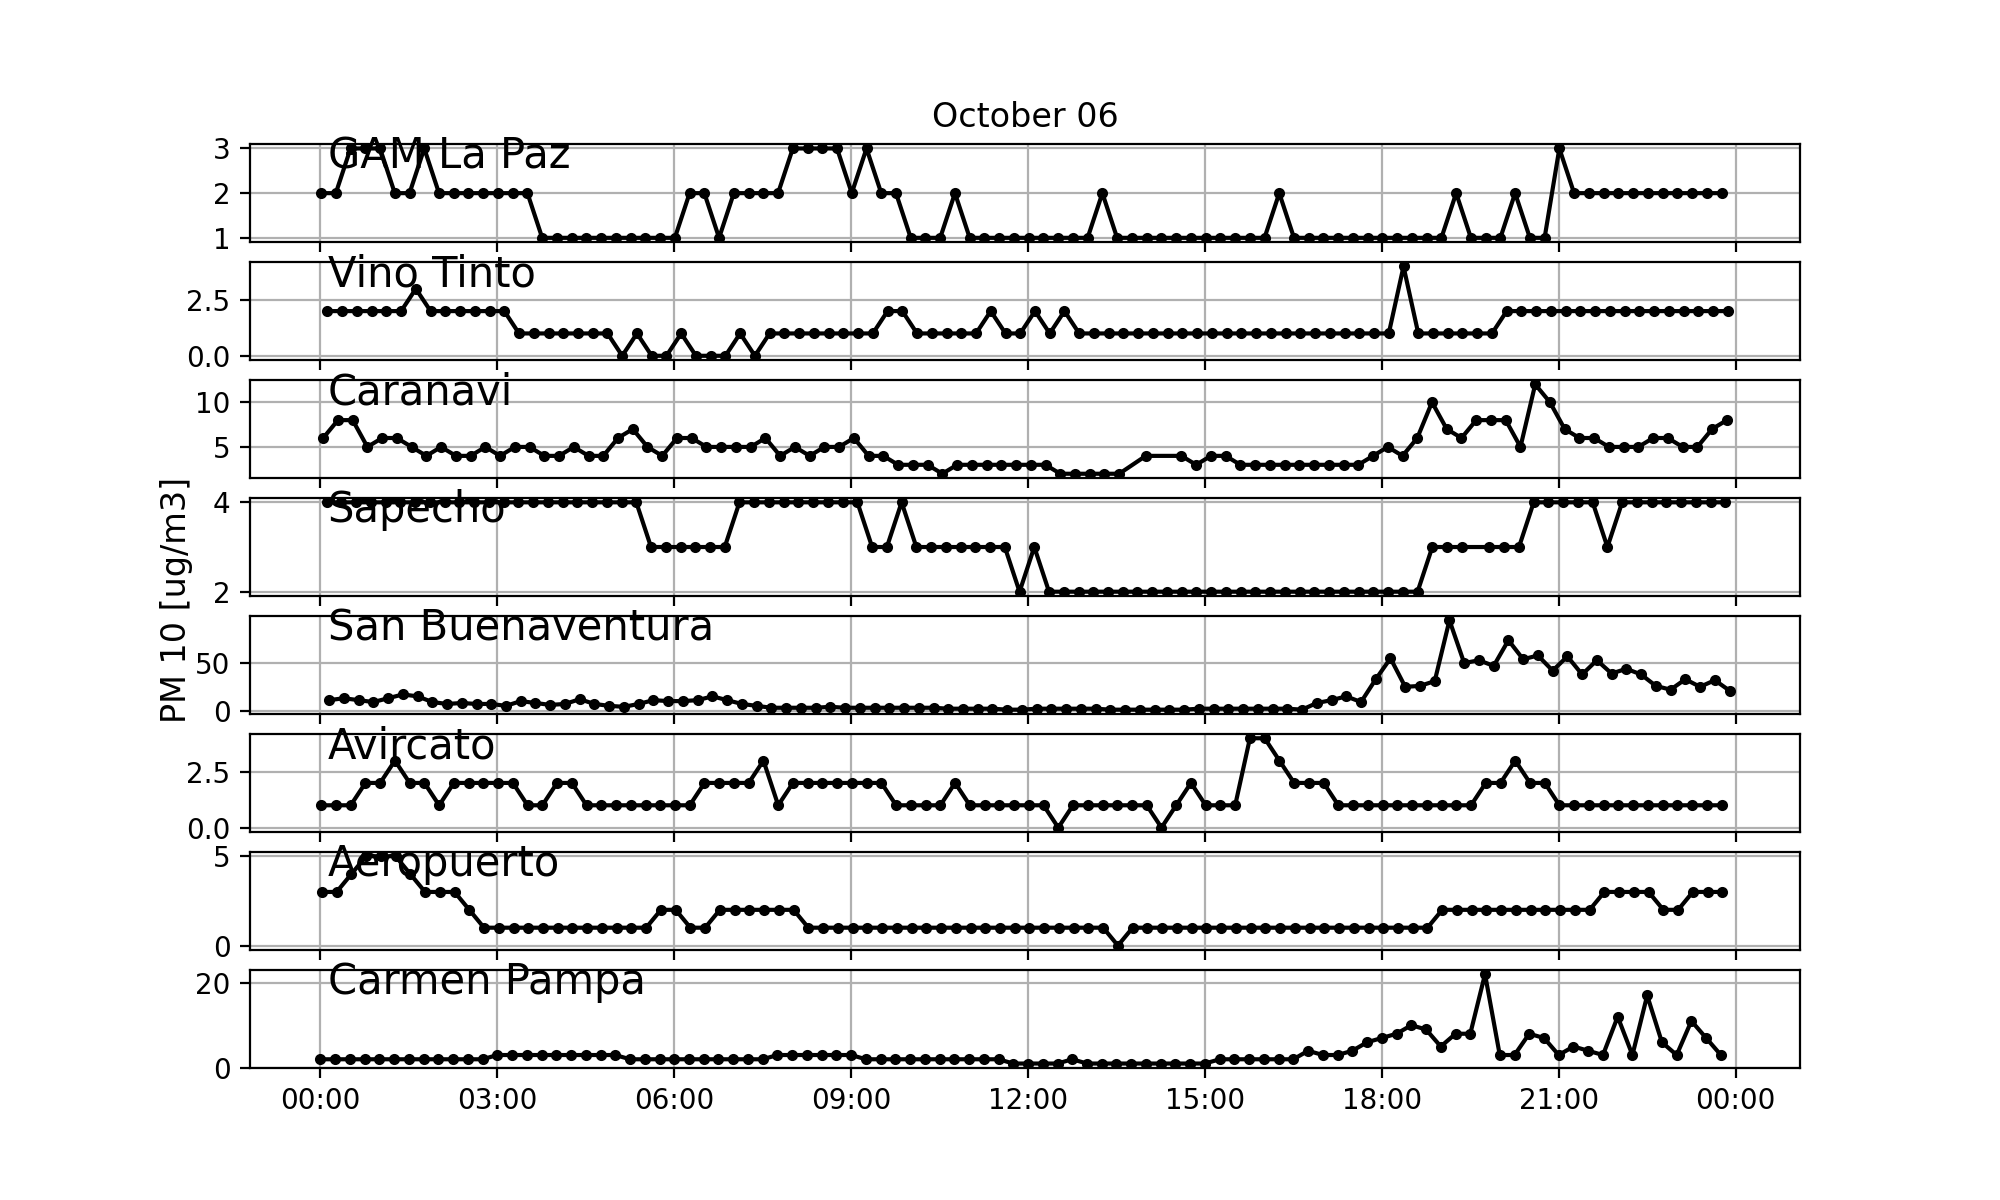 October 06
PM 10 [ug/m3]
GAM La Paz
3
2
1
Vino Tinto
2.5
0.0
Caranavi
10
5
Sapecho
4
2
San Buenaventura
50
0
Avircato
2.5
0.0
Aeropuerto
5
0
Carmen Pampa
20
0
00:00 03:00 06:00 09:00 12:00 15:00 18:00 21:00 00:00